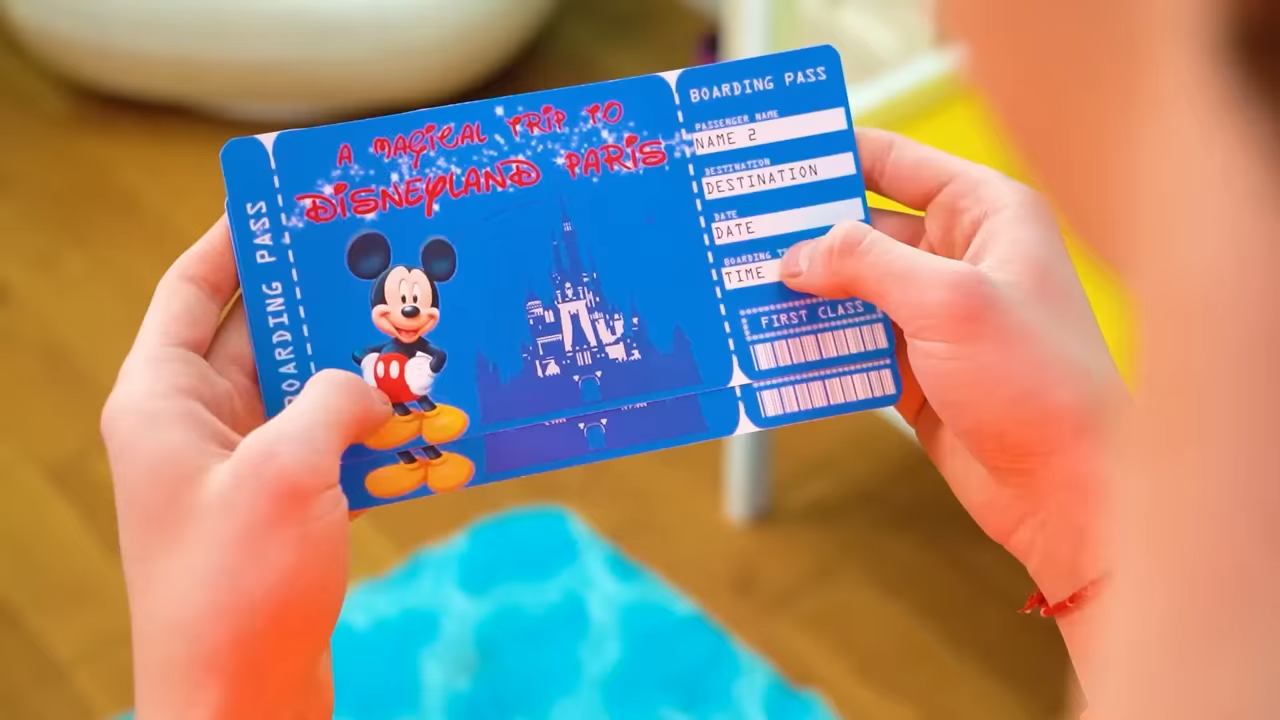 BOARDING PASS
A MAGICAL TRIP TO
DISNEYLAND PARIS
BOARDING PASS
PASSENGER NAME
NAME 2
DESTINATION
DESTINATION
DATE
DATE
BOARDING
TIME
FIRST CLASS